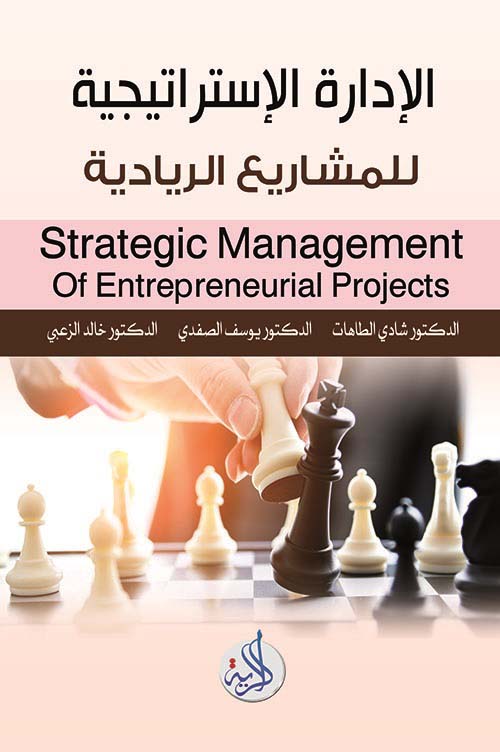 الإدارة الإستراتيجية
للمشاريع الريادية
Strategic Management
Of Entrepreneurial Projects
الدكتور شادي الطاهات الدكتور يوسف الصفدي الدكتور خالد الزعبي